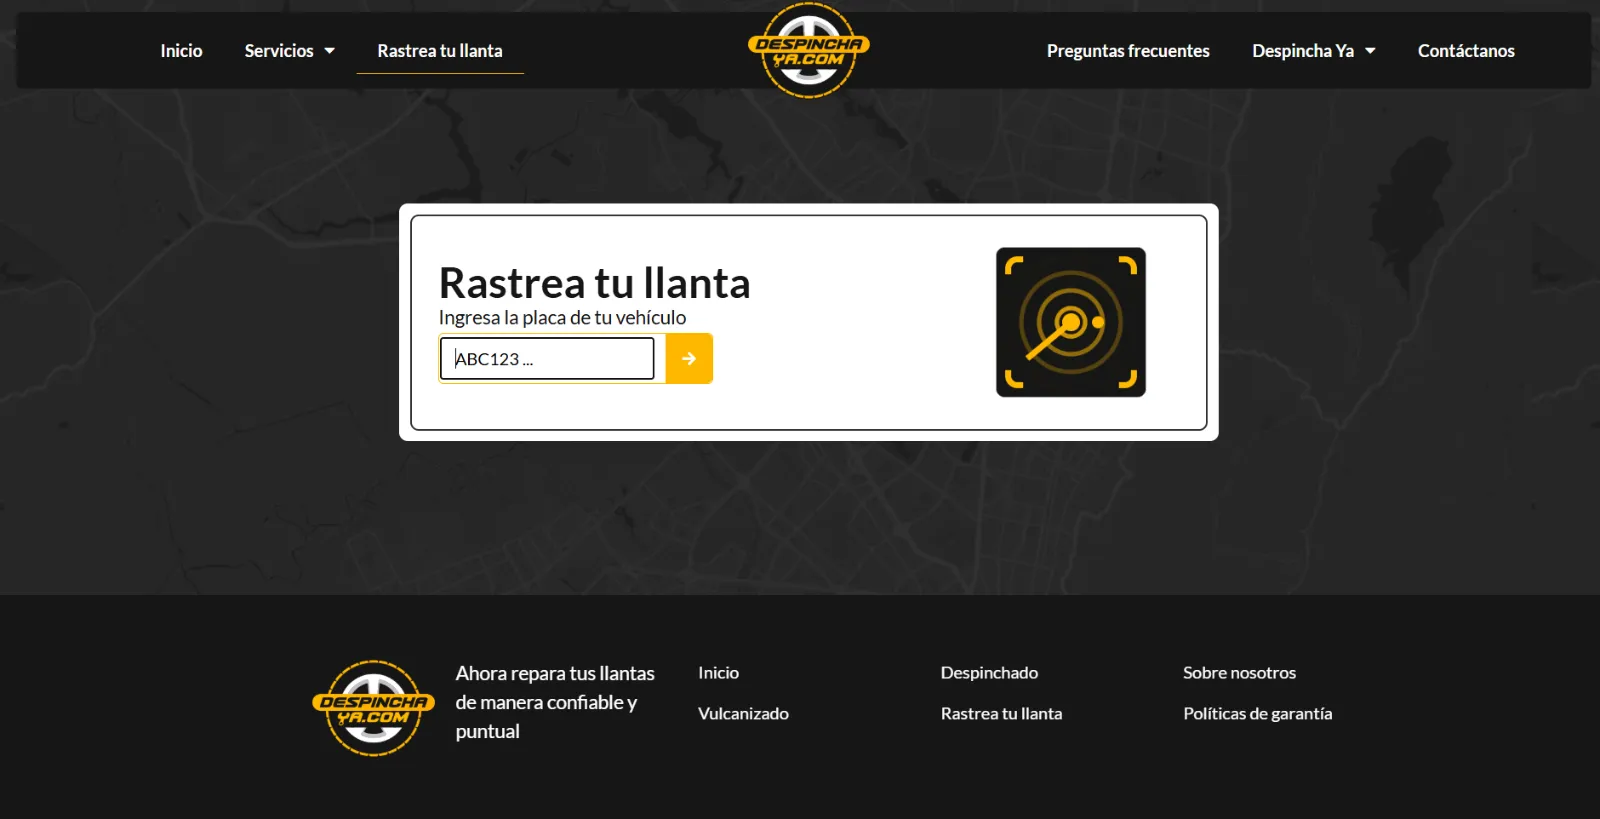 Inicio
Servicios
Rastrea tu llanta
DESPINCHA
YA.COM
Preguntas frecuentes
Despincha Ya
Contáctanos
Rastrea tu llanta
Ingresa la placa de tu vehículo
ABC123 ...
DESPINCHA
YA.COM
Ahora repara tus llantas
de manera confiable y
puntual
Inicio
Vulcanizado
Despinchado
Rastrea tu llanta
Sobre nosotros
Políticas de garantía